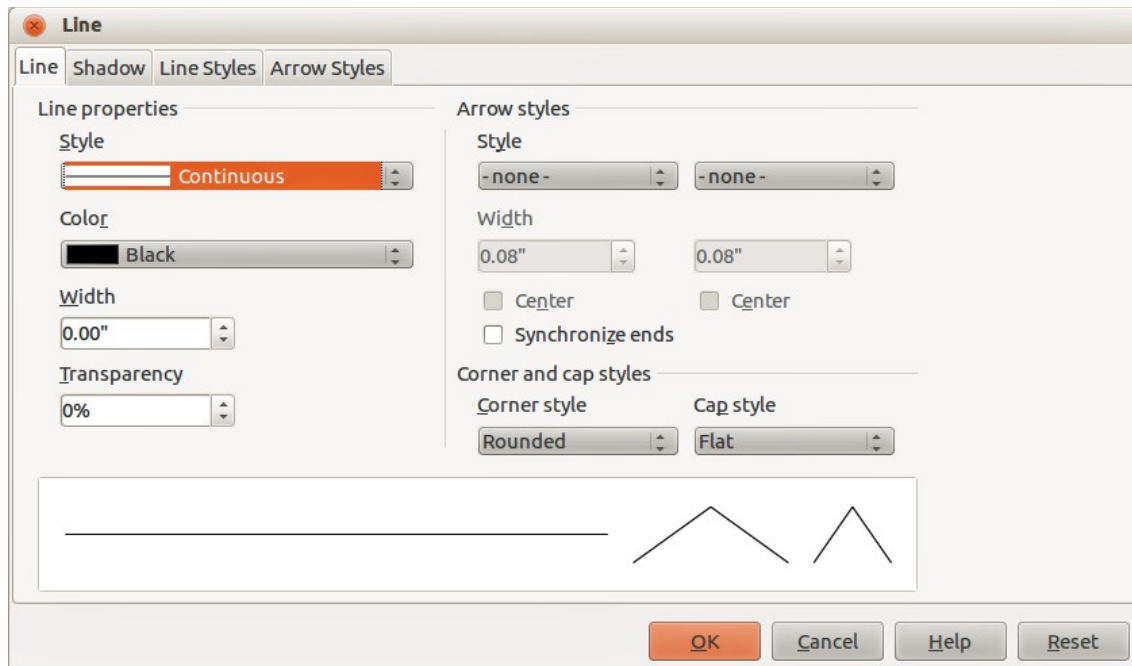 Line
Line Shadow Line Styles Arrow Styles
Line properties
Style
Continuous
Color
Black
Width
0.00"
Transparency
0%
Arrow styles
Style
-none- -none-
Width
0.08" 0.08"
Center Center
Synchronize ends
Corner and cap styles
Corner style Cap style
Rounded Flat
OK Cancel Help Reset